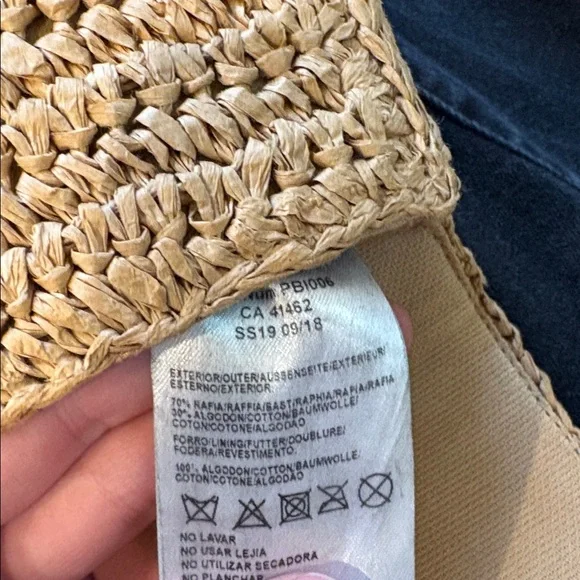 PBI006
CA 41462
SS19 09/18
EXTERIOR/OUTER/AUSSENSEITE/EXTERIEUR/
ESTERNO/EXTERIOR
70% RAFIA/RAFFIA/BAST/RAPHIA/RAFIA/RAFIA
30% ALGODON/COTTON/BAUMWOLLE/
COTON/COTONE/ALGODAO
FORRO/LINING/FUTTER/DOUBLURE/
FODERA/REVESTIMENT.
100% ALGODON/COTTON/BAUMWOLLE/
COTON/COTONE/ALGODAO
NO LAVAR
NO USAR LEJIA
NO UTILIZAR SECADORA
NO PLANCHAR